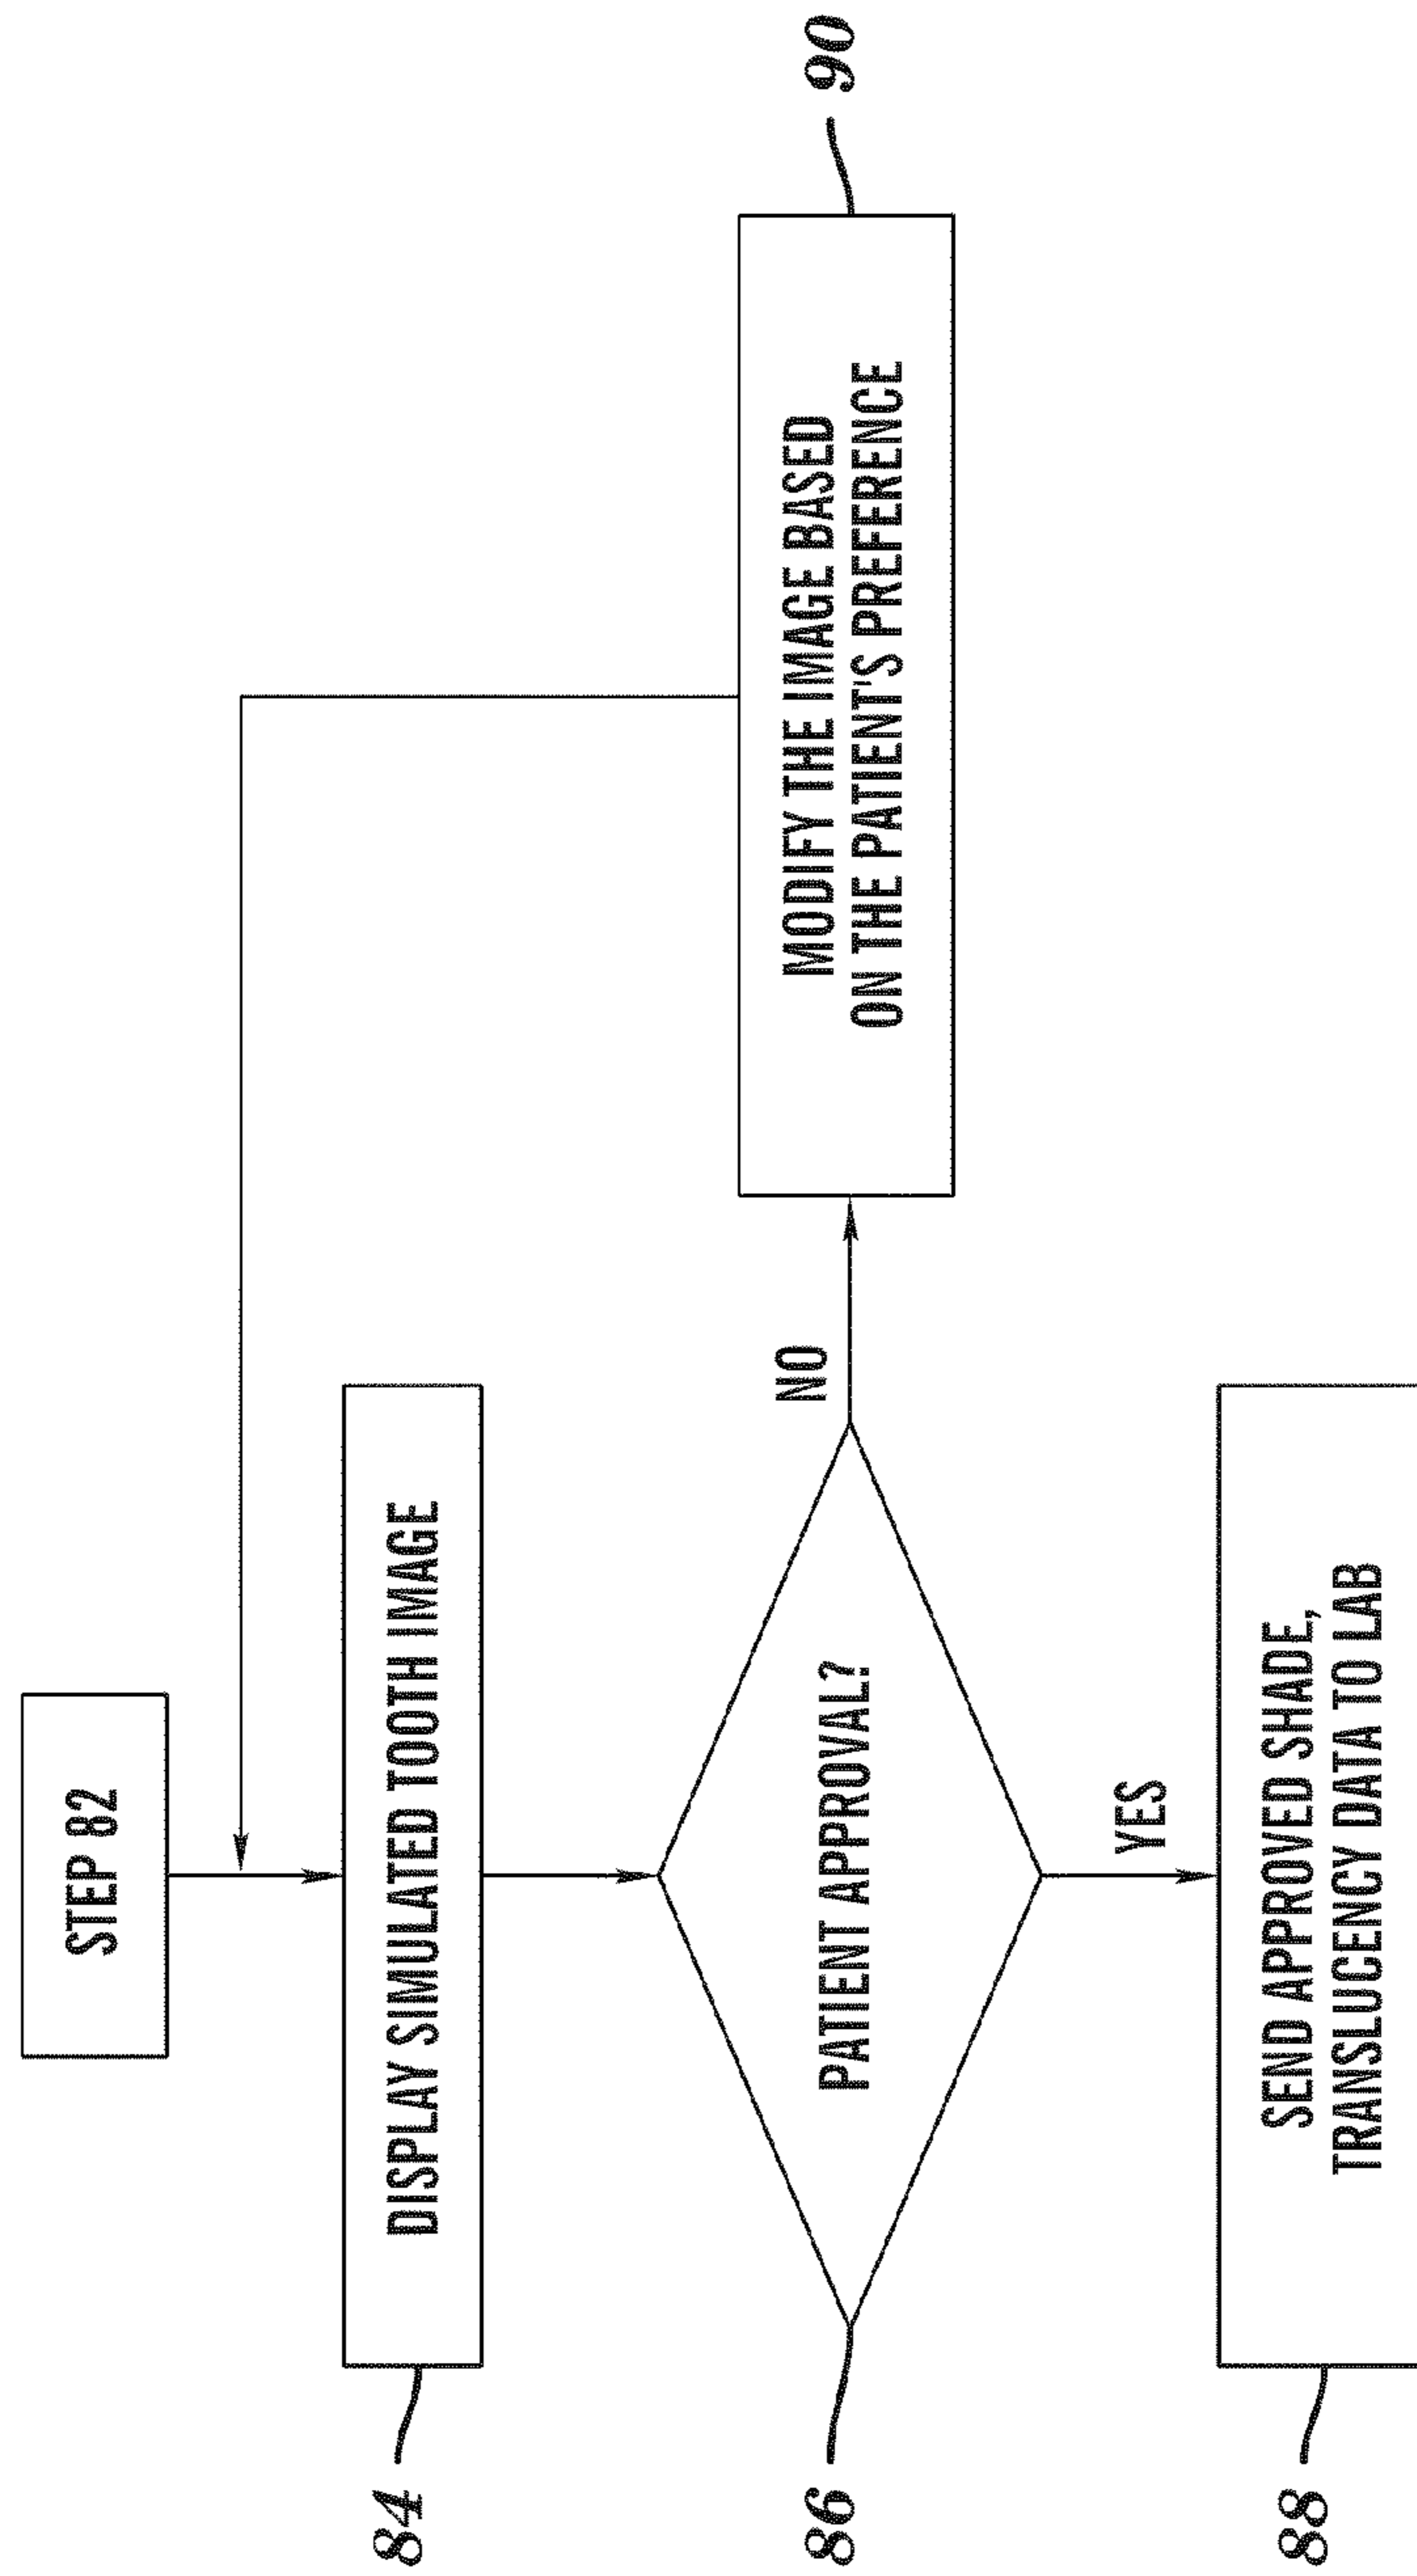 STEP 82
84
DISPLAY SIMULATED TOOTH IMAGE
86
PATIENT APPROVAL?
NO
MODIFY THE IMAGE BASED
ON THE PATIENT'S PREFERENCE
90
YES
88
SEND APPROVED SHADE,
TRANSLUCENCY DATA TO LAB